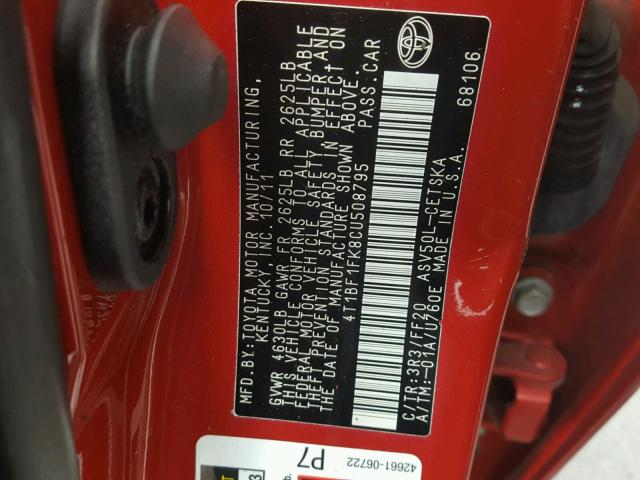 MFD.BY:TOYOTA MOTOR MANUFACTURING,
KENTUCKY, INC. 10/11
GVWR 4630LB GAWR FR 2625LB RR 2625LB
THIS VEHICLE CONFORMS TO ALL APPLICABLE
FEDERAL MOTOR VEHICLE SAFETY, BUMPER AND
THEFT PREVENTION STANDARDS IN EFFECT ON
THE DATE OF MANUFACTURE SHOWN ABOVE.
4T1BF1FK8CU508795 PASS.CAR
C/TR:3R3/FF20 ASV50L-CETSKA
A/TM:-01A/U760E MADE IN U.S.A.
68106
42661-06722
P7